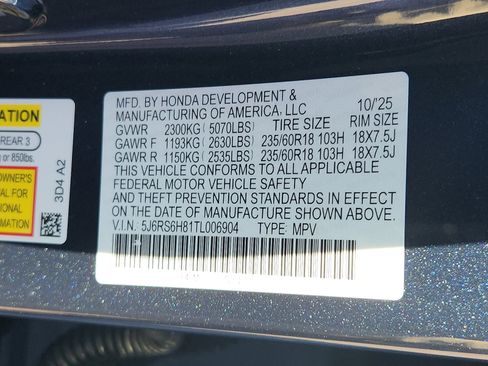 MFD. BY HONDA DEVELOPMENT &
MANUFACTURING OF AMERICA, LLC 10/'25
GVWR 2300KG ( 5070LBS) TIRE SIZE RIM SIZE
GAWR F 1193KG ( 2630LBS) 235/60R18 103H 18X7.5J
GAWR R 1150KG ( 2535LBS) 235/60R18 103H 18X7.5J
THIS VEHICLE CONFORMS TO ALL APPLICABLE
FEDERAL MOTOR VEHICLE SAFETY
AND THEFT PREVENTION STANDARDS IN EFFECT ON
THE DATE OF MANUFACTURE SHOWN ABOVE.
V.I.N. 5J6RS6H81TL006904 TYPE: MPV
REAR 3
or 850lbs.
FOR
3D4 A2